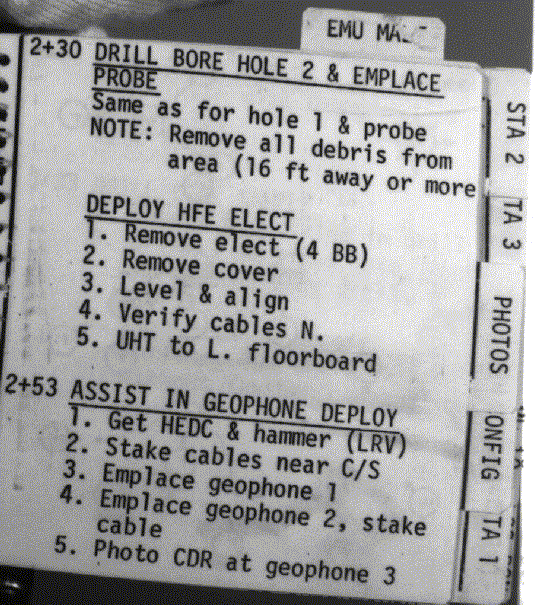 EMU
2+30 DRILL BORE HOLE 2 & EMPLACE
PROBE
Same as for hole 1 & probe
NOTE: Remove all debris from
area (16 ft away or more
DEPLOY HFE ELECT
1. Remove elect (4 BB)
2. Remove cover
3. Level & align
4. Verify cables N.
5. UHT to L. floorboard
2+53 ASSIST IN GEOPHONE DEPLOY
1. Get HEDC & hammer (LRV)
2. Stake cables near C/S
3. Emplace geophone 1
4. Emplace geophone 2, stake
cable
5. Photo CDR at geophone 3
STA 2
TA 3
PHOTOS
ONFIG
TA 1